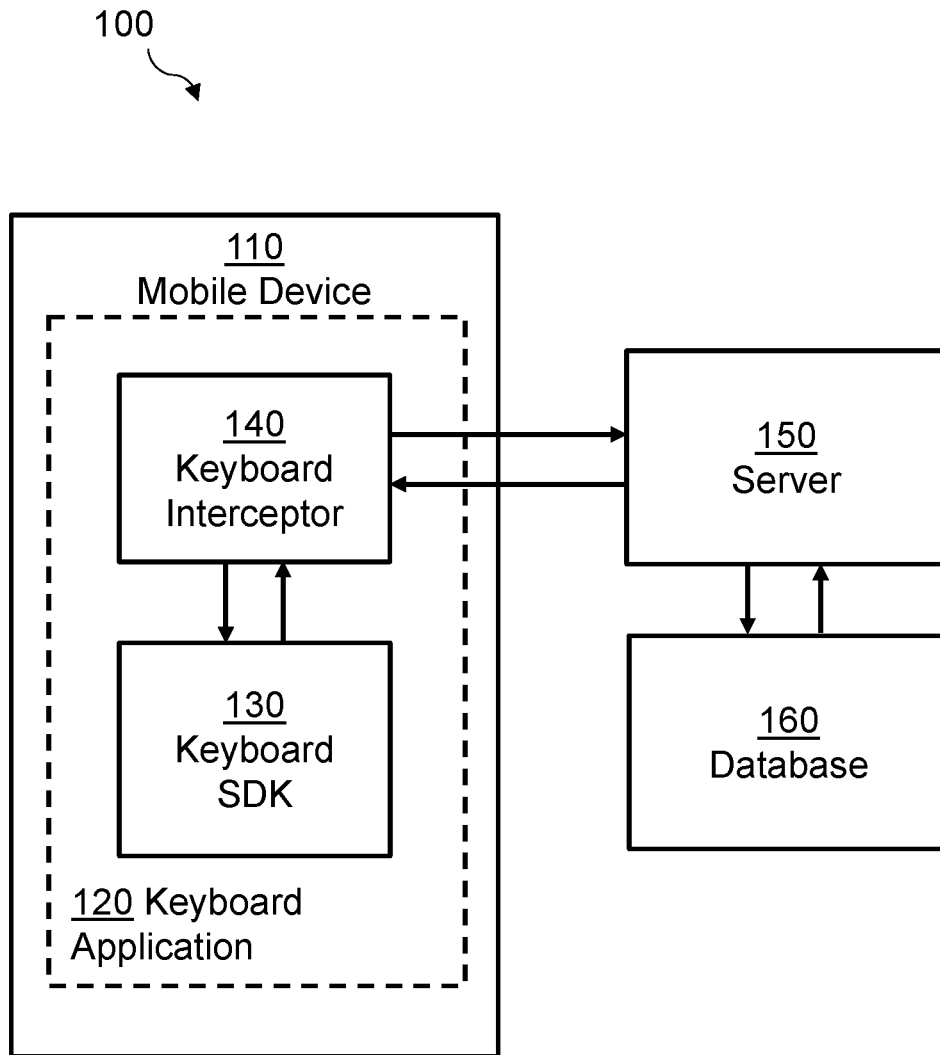 100
110
Mobile Device
140
Keyboard
Interceptor
150
Server
130
Keyboard
SDK
160
Database
120 Keyboard
Application